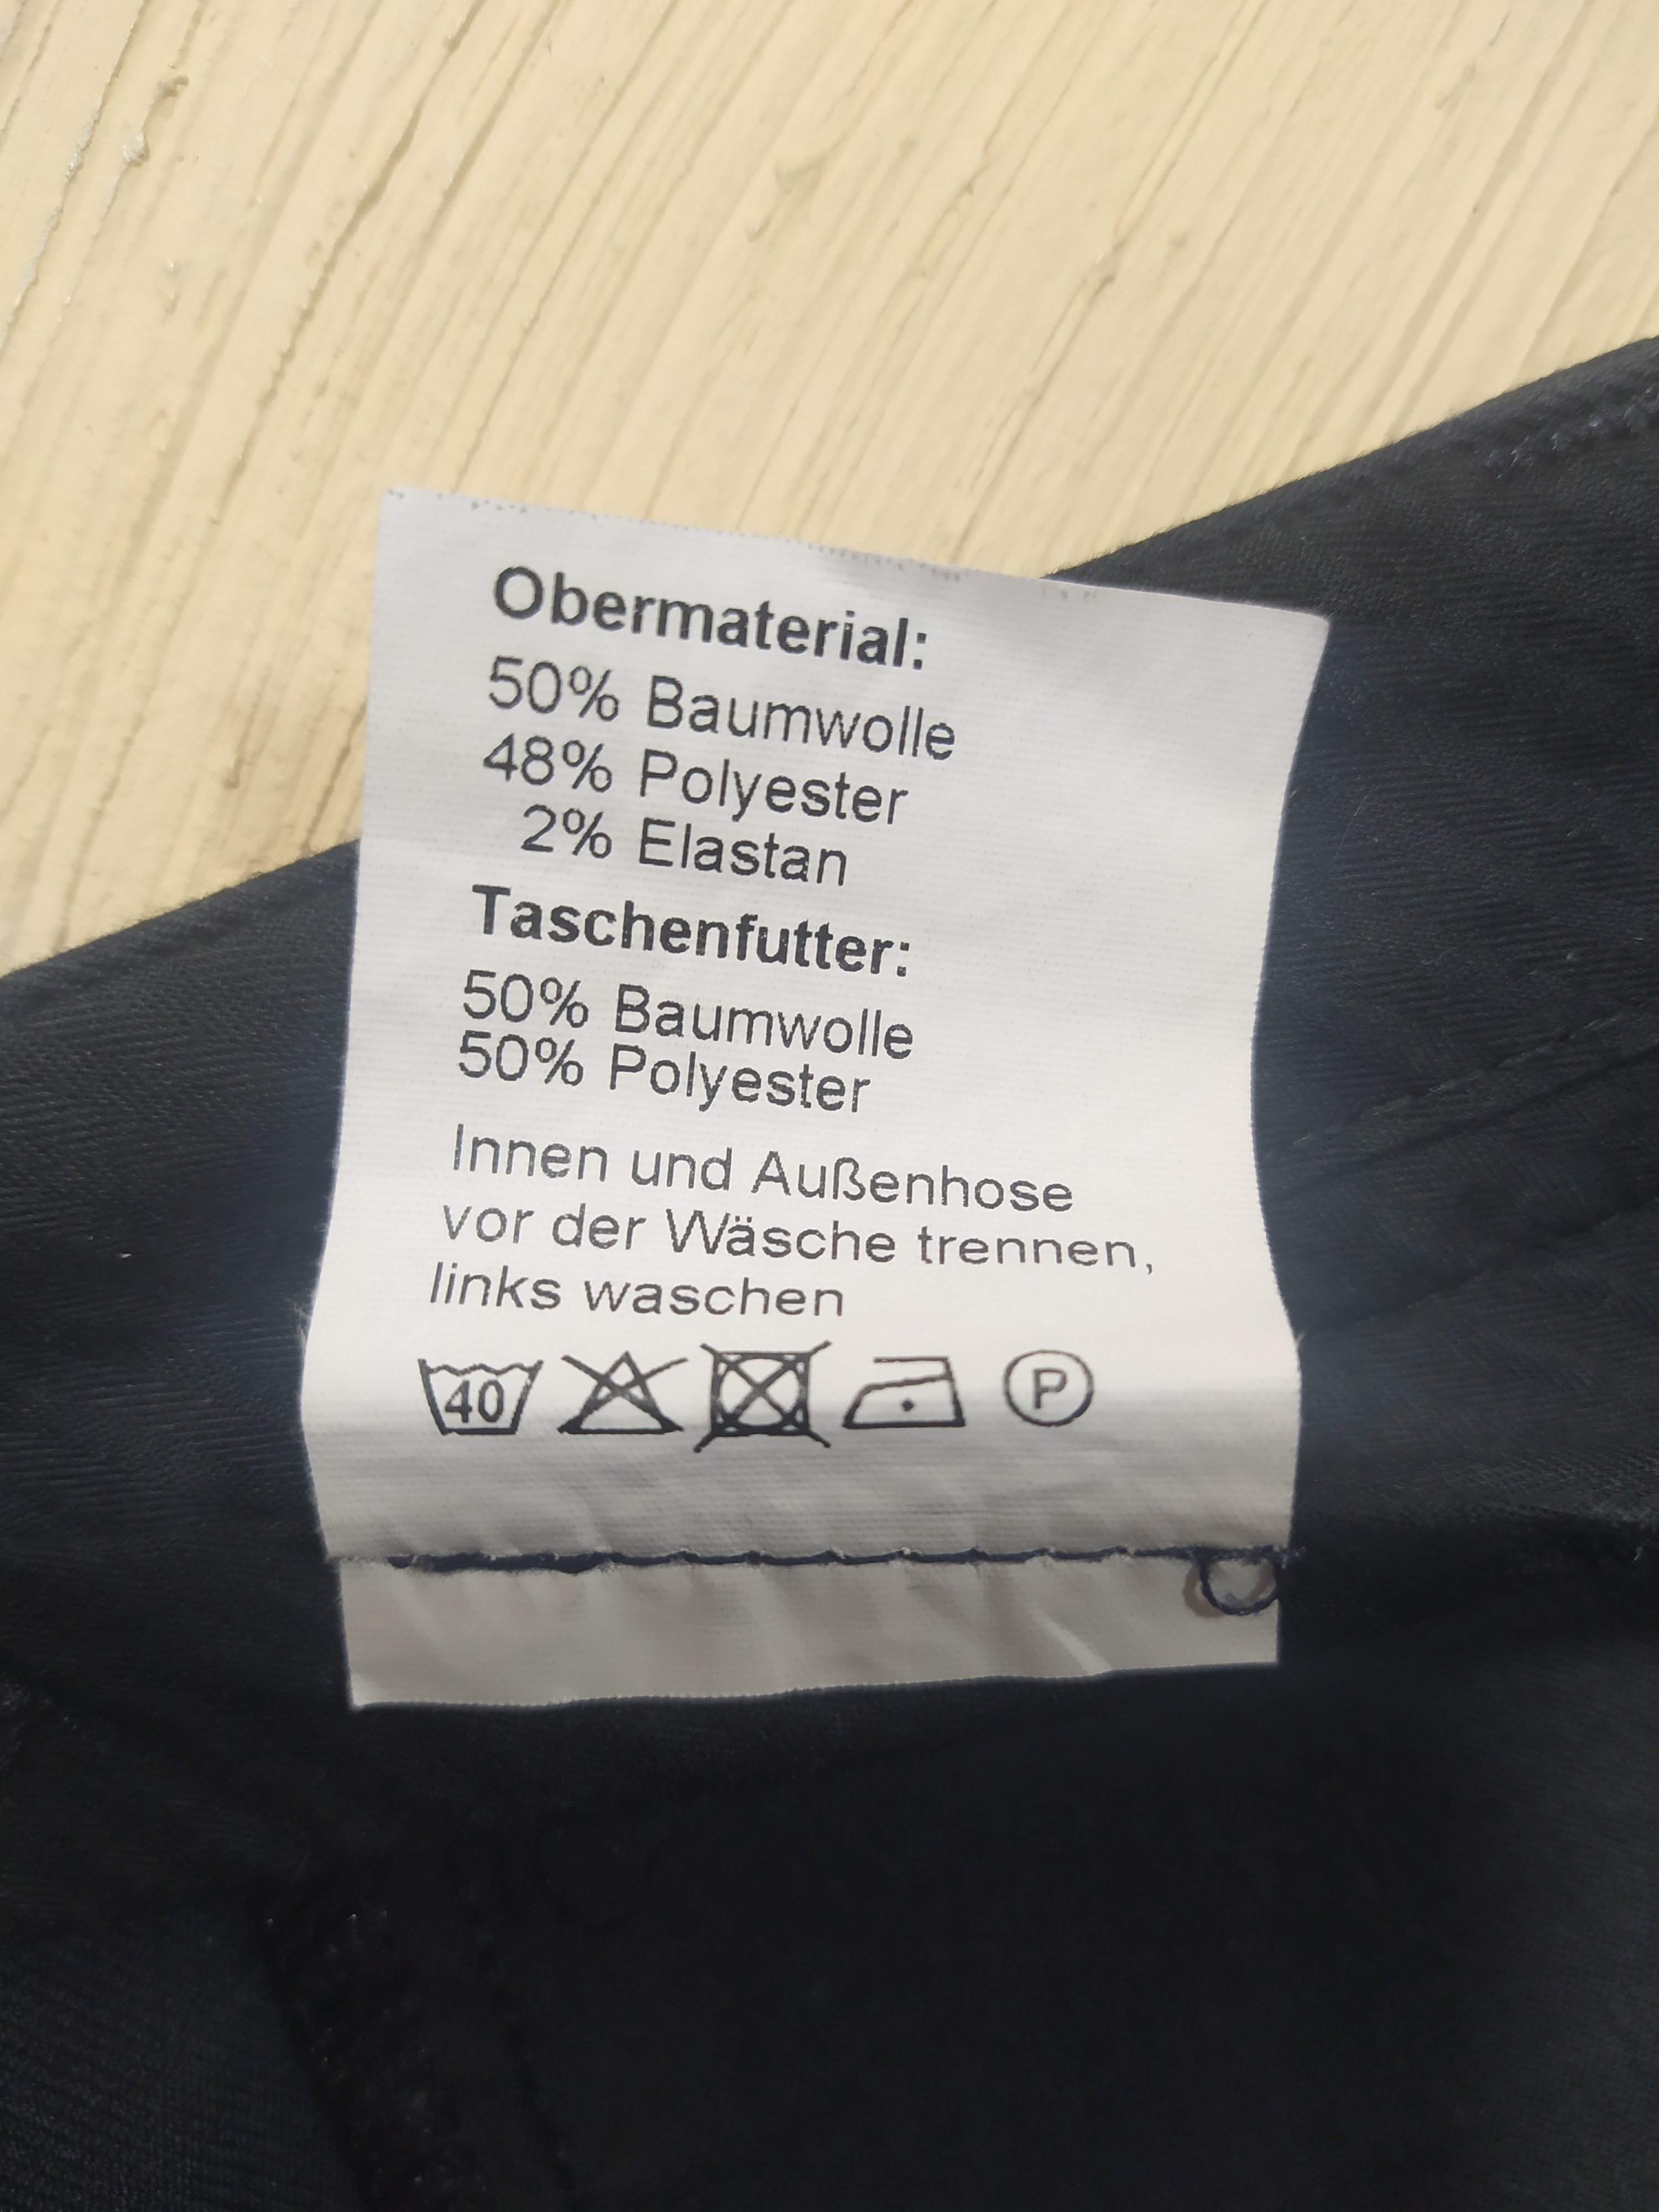 Obermaterial:
50% Baumwolle
48% Polyester
2% Elastan
Taschenfutter:
50% Baumwolle
50% Polyester
Innen und Außenhose
vor der Wäsche trennen,
links waschen
40 P